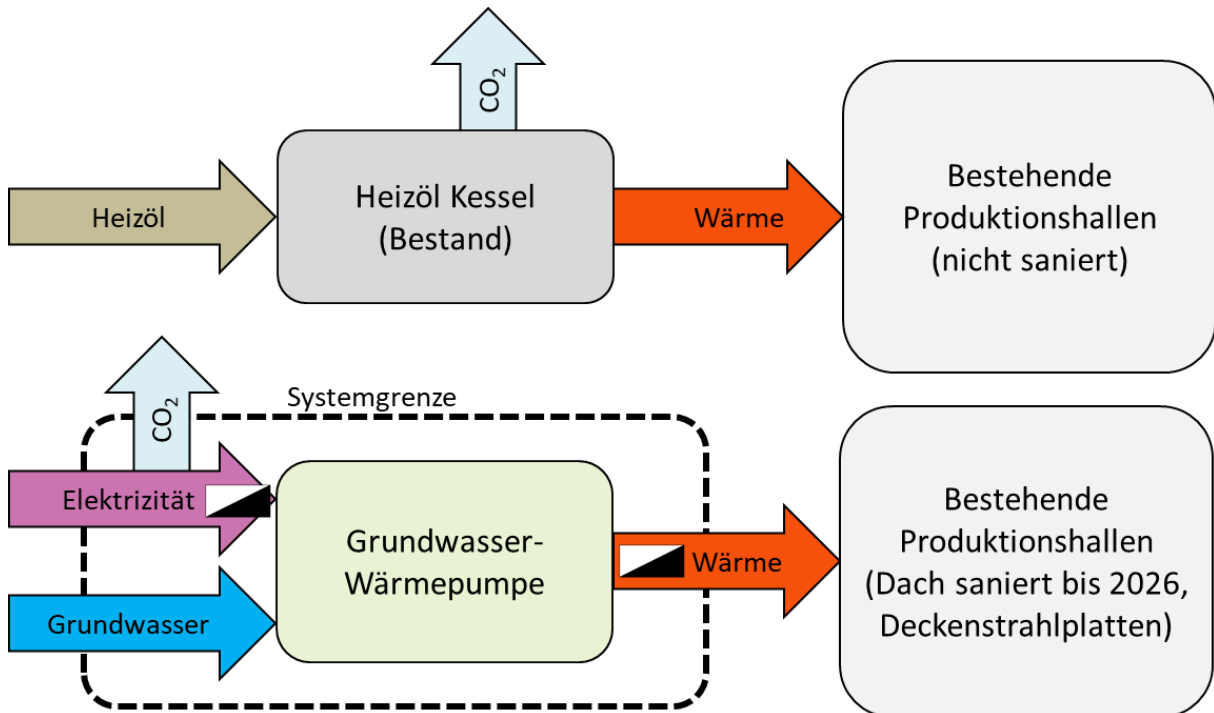 CO₂
Heizöl
Heizöl Kessel
(Bestand)
Wärme
Bestehende
Produktionshallen
(nicht saniert)
CO₂
Systemgrenze
Elektrizität
Grundwasser
Grundwasser-
Wärmepumpe
Wärme
Bestehende
Produktionshallen
(Dach saniert bis 2026,
Deckenstrahlplatten)